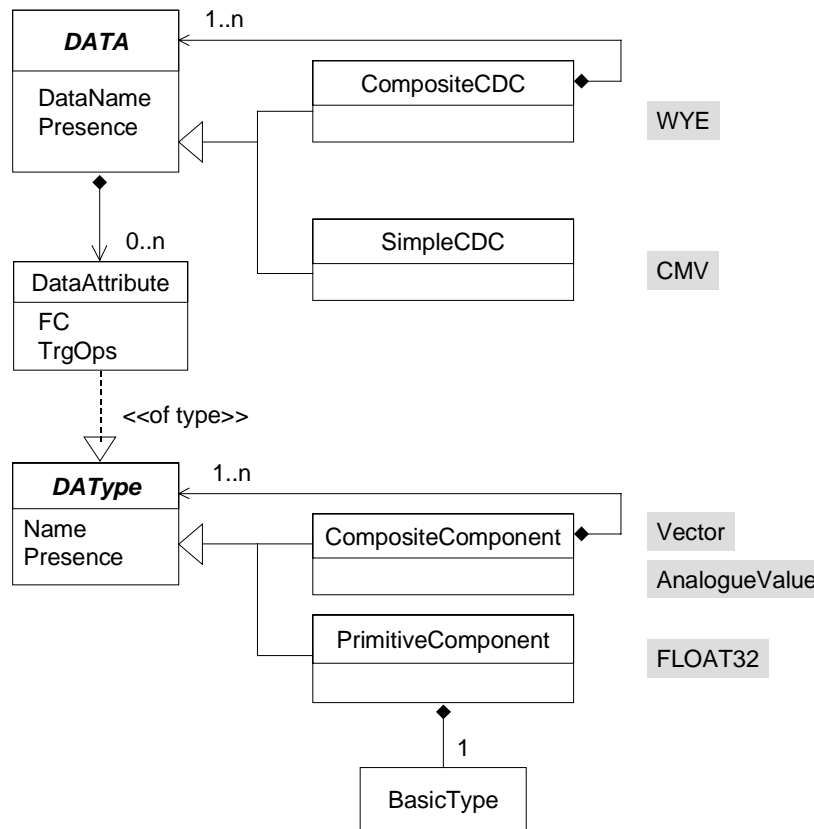 1..n
DATA
DataName
Presence
CompositeCDC
WYE
SimpleCDC
CMV
0..n
DataAttribute
FC
TrgOps
<<of type>>
1..n
DAType
Name
Presence
CompositeComponent
Vector
AnalogueValue
PrimitiveComponent
FLOAT32
1
BasicType